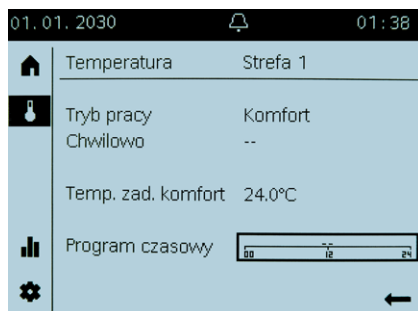 01.01.2030 01:38
Temperatura Strefa 1
Tryb pracy Komfort
Chwilowo --
Temp. zad. komfort 24.0°C
Program czasowy --
00 12 24